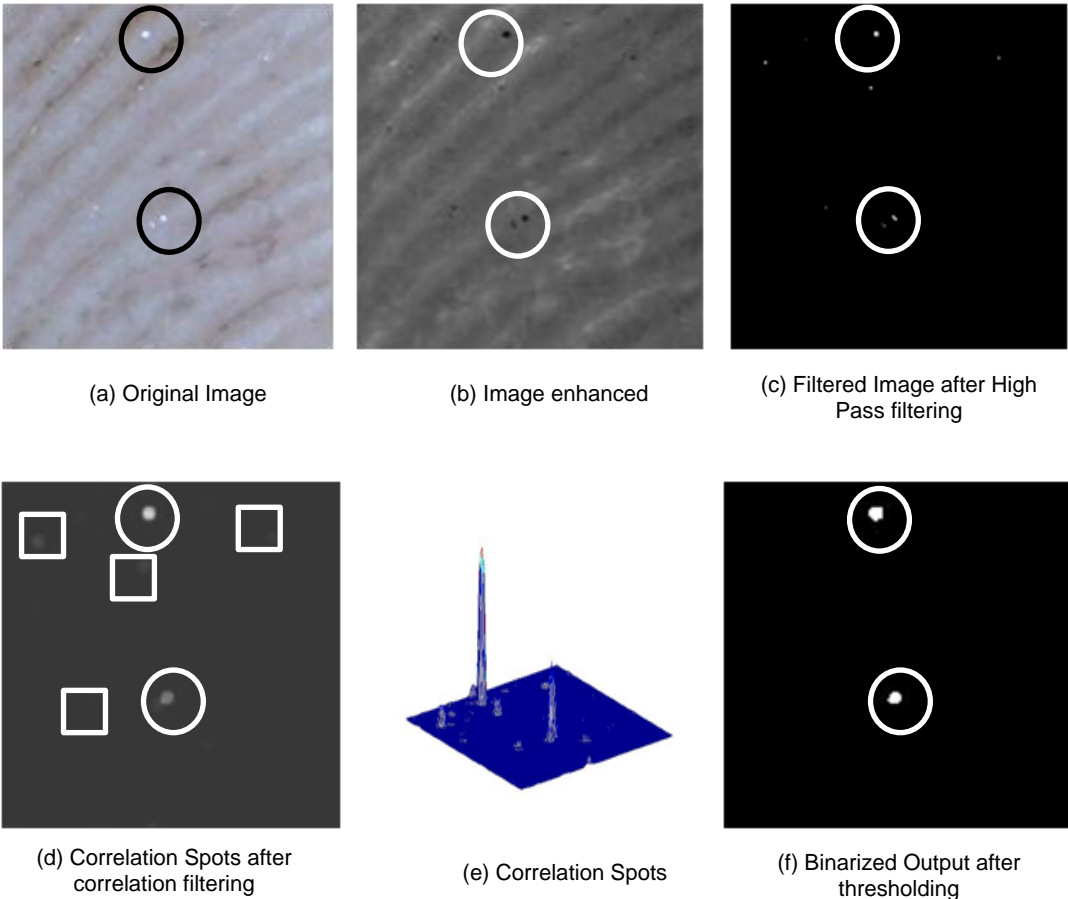 (a) Original Image
(b) Image enhanced
(c) Filtered Image after High
Pass filtering
(d) Correlation Spots after
correlation filtering
(e) Correlation Spots
(f) Binarized Output after
thresholding